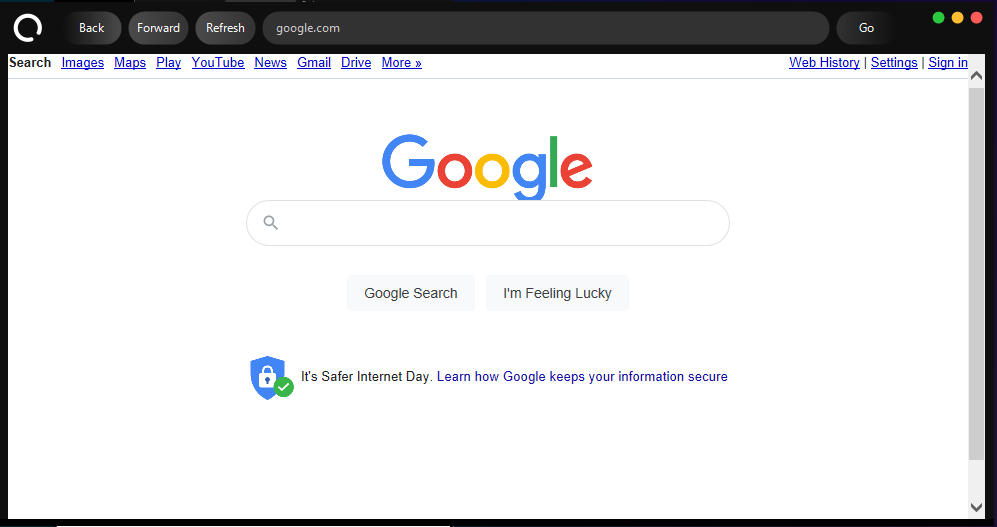 Back Forward Refresh google.com Go
Search Images Maps Play YouTube News Gmail Drive More » Web History | Settings | Sign in
Google
Google Search I'm Feeling Lucky
It's Safer Internet Day. Learn how Google keeps your information secure